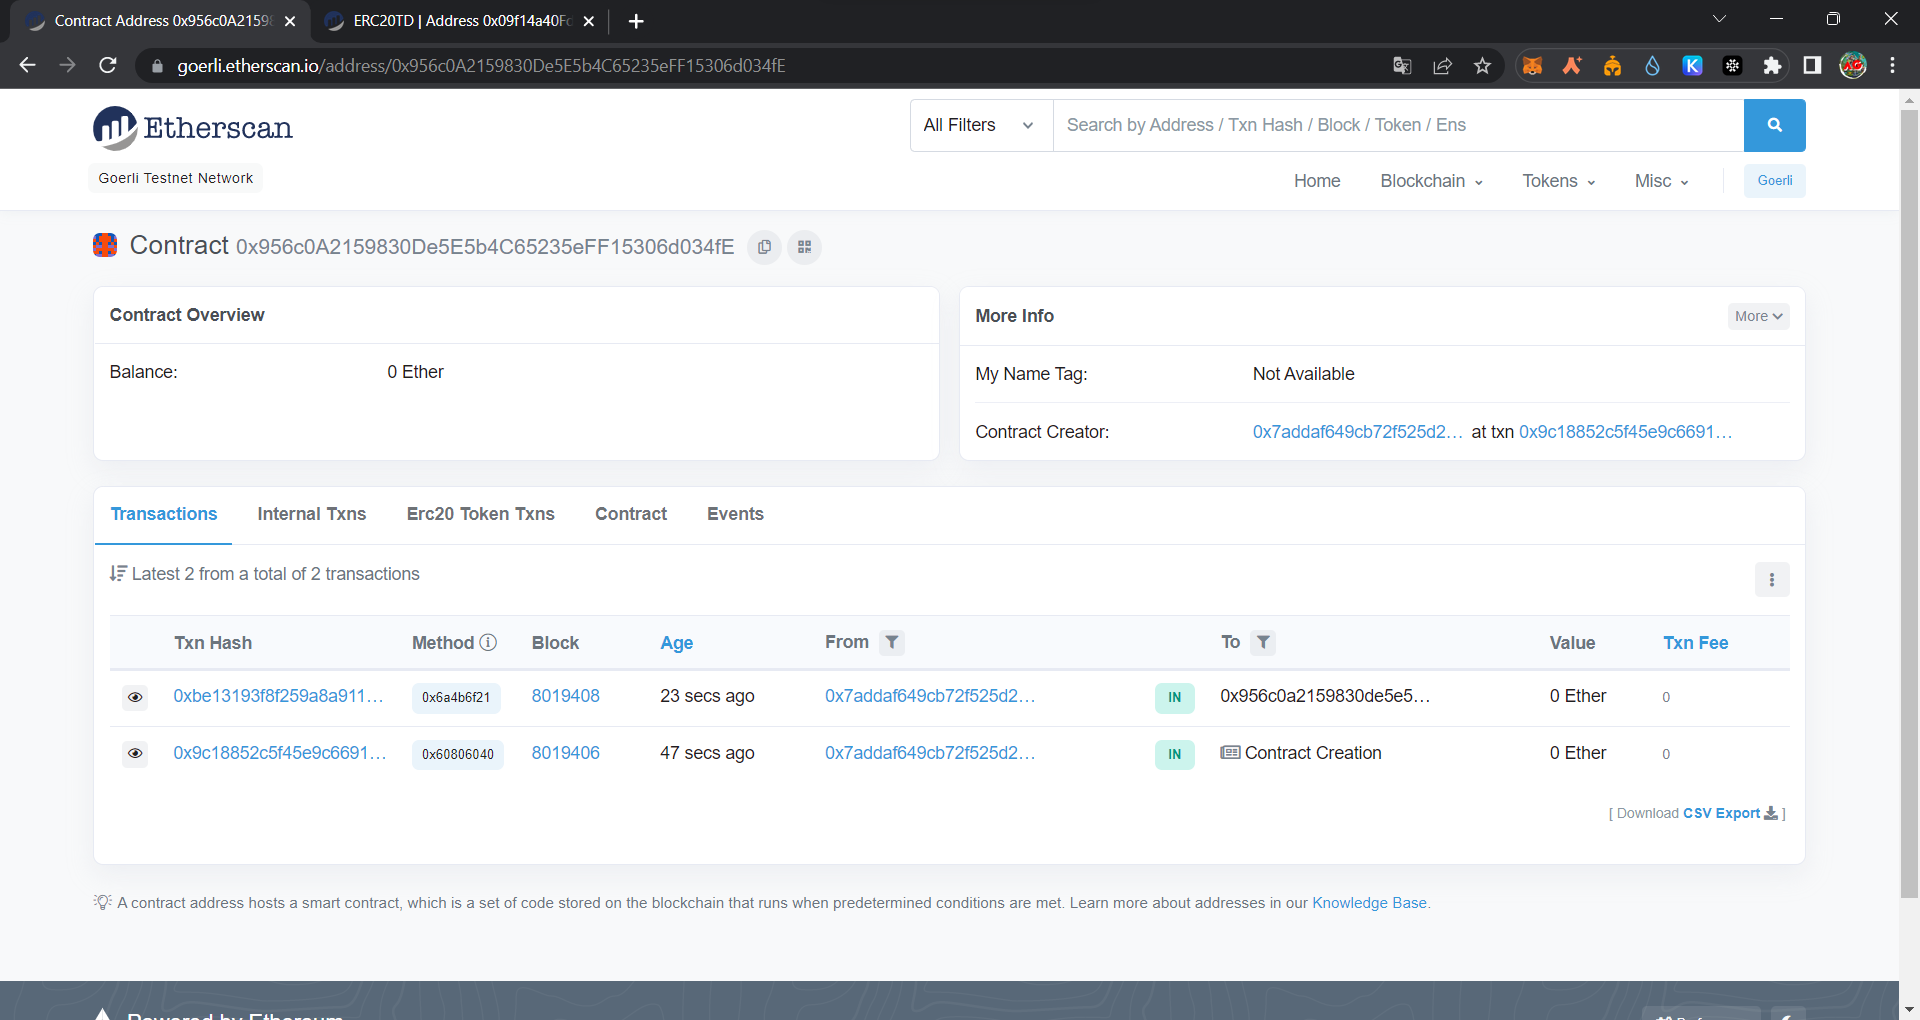 Contract Address 0x956c0A21598
ERC20TD | Address 0x09f14a40Fc
goerli.etherscan.io/address/0x956c0A2159830De5E5b4C65235eFF15306d034fE
Etherscan
All Filters
Search by Address / Txn Hash / Block / Token / Ens
Goerli Testnet Network
Home
Blockchain
Tokens
Misc
Goerli
Contract 0x956c0A2159830De5E5b4C65235eFF15306d034fE
Contract Overview
Balance:
0 Ether
More Info
More
My Name Tag:
Not Available
Contract Creator:
0x7addaf649cb72f525d2... at txn 0x9c18852c5f45e9c6691...
Transactions
Internal Txns
Erc20 Token Txns
Contract
Events
Latest 2 from a total of 2 transactions
Txn Hash Method Block Age From To Value Txn Fee
0xbe13193f8f259a8a911... 0x6a4b6f21 8019408 23 secs ago 0x7addaf649cb72f525d2... IN 0x956c0a2159830de5e5... 0 Ether 0
0x9c18852c5f45e9c6691... 0x60806040 8019406 47 secs ago 0x7addaf649cb72f525d2... IN Contract Creation 0 Ether 0
[ Download CSV Export ]
A contract address hosts a smart contract, which is a set of code stored on the blockchain that runs when predetermined conditions are met. Learn more about addresses in our Knowledge Base.
Powered by Ethereum